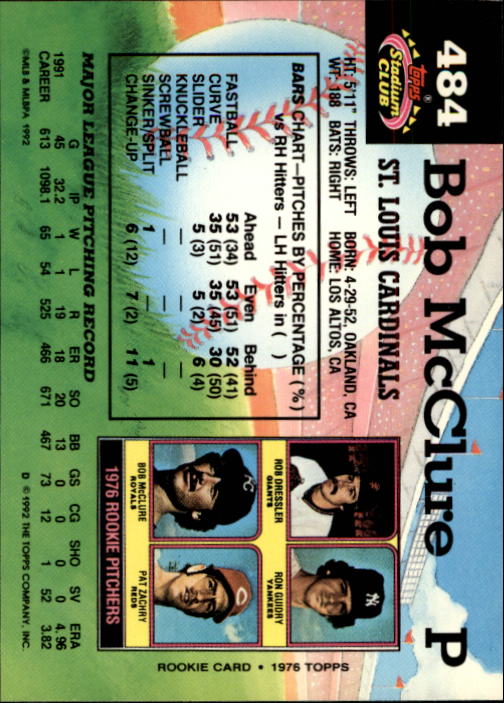 484
Bob McClure P
topps®
Stadium
CLUB
ST. LOUIS CARDINALS
HT: 5'11" THROWS: LEFT BORN: 4-29-52, OAKLAND, CA
WT: 188 BATS: RIGHT HOME: LOS ALTOS, CA
BARS CHART—PITCHES BY PERCENTAGE (%)
vs RH Hitters — LH Hitters in ( )
Ahead Even Behind
FASTBALL 53 (34) 53 (51) 52 (41)
CURVE 35 (51) 35 (45) 30 (50)
SLIDER 5 (3) 5 (2) 6 (4)
KNUCKLEBALL — — —
SCREWBALL — — —
SINKER/SPLIT 1 — 1
CHANGE-UP 6 (12) 7 (2) 11 (5)
ROB DRESSLER
GIANTS
RON GUIDRY
YANKEES
BOB McCLURE
ROYALS
PAT ZACHRY
REDS
1976 ROOKIE PITCHERS
ROOKIE CARD • 1976 TOPPS
MAJOR LEAGUE PITCHING RECORD
G IP W L R ER SO BB GS CG SHO SV ERA
1991 45 32.2 1 1 19 18 20 13 0 0 0 0 4.96
CAREER 613 1098.1 65 54 525 466 671 467 73 12 1 52 3.82
©MLB & MLBPA 1992
D © 1992 THE TOPPS COMPANY, INC.